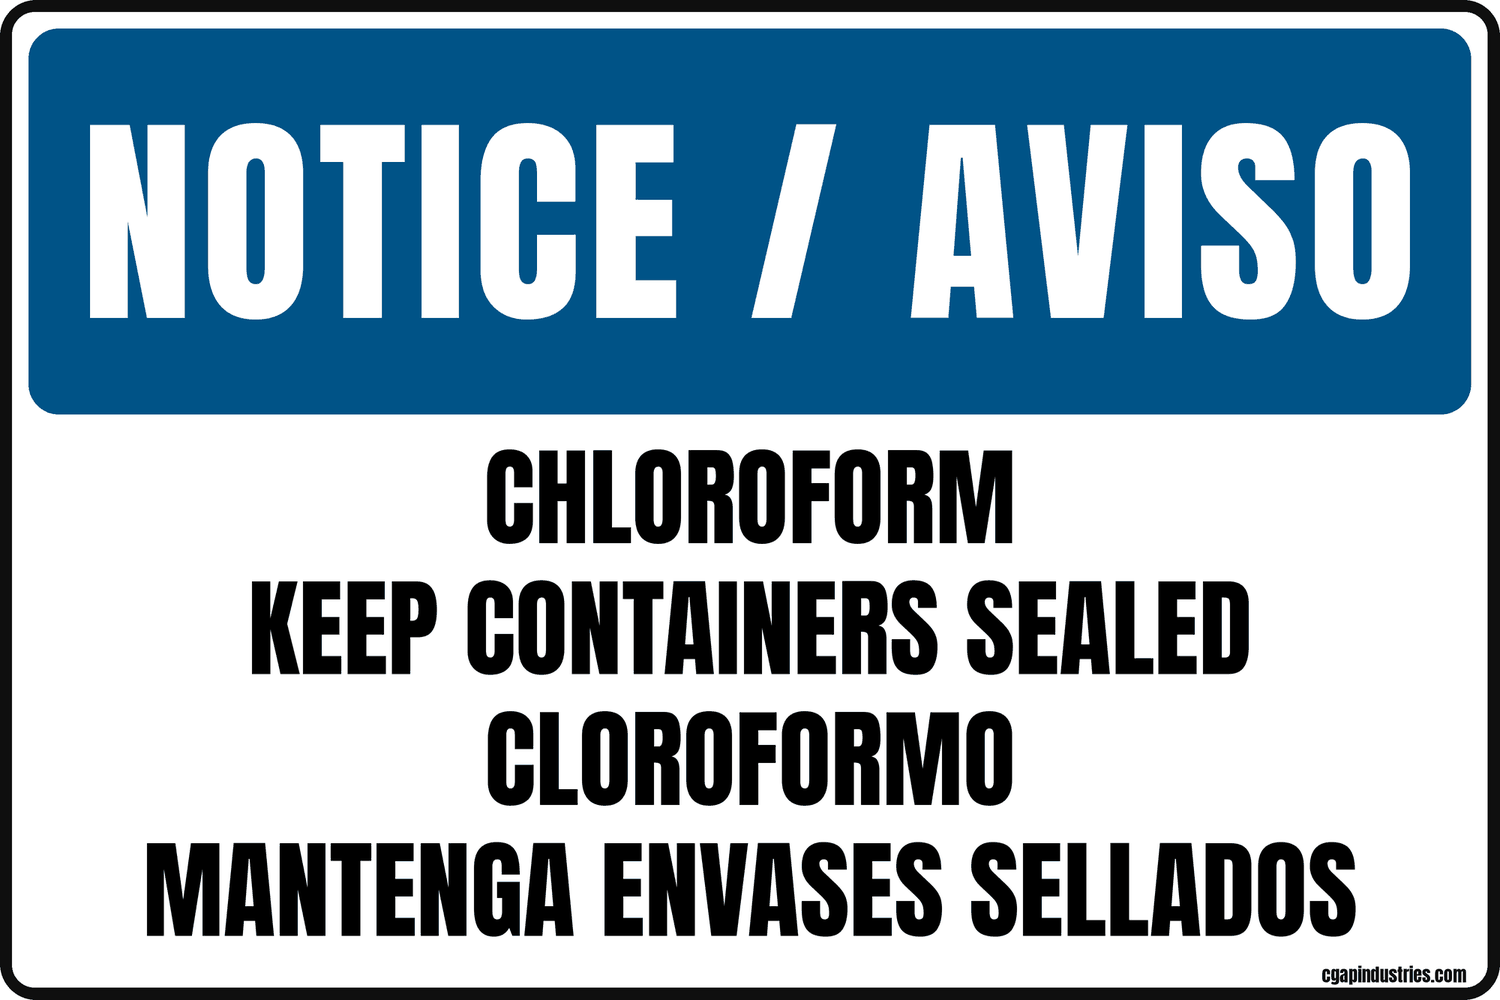 NOTICE / AVISO
CHLOROFORM
KEEP CONTAINERS SEALED
CLOROFORMO
MANTENGA ENVASES SELLADOS
cgapindustries.com